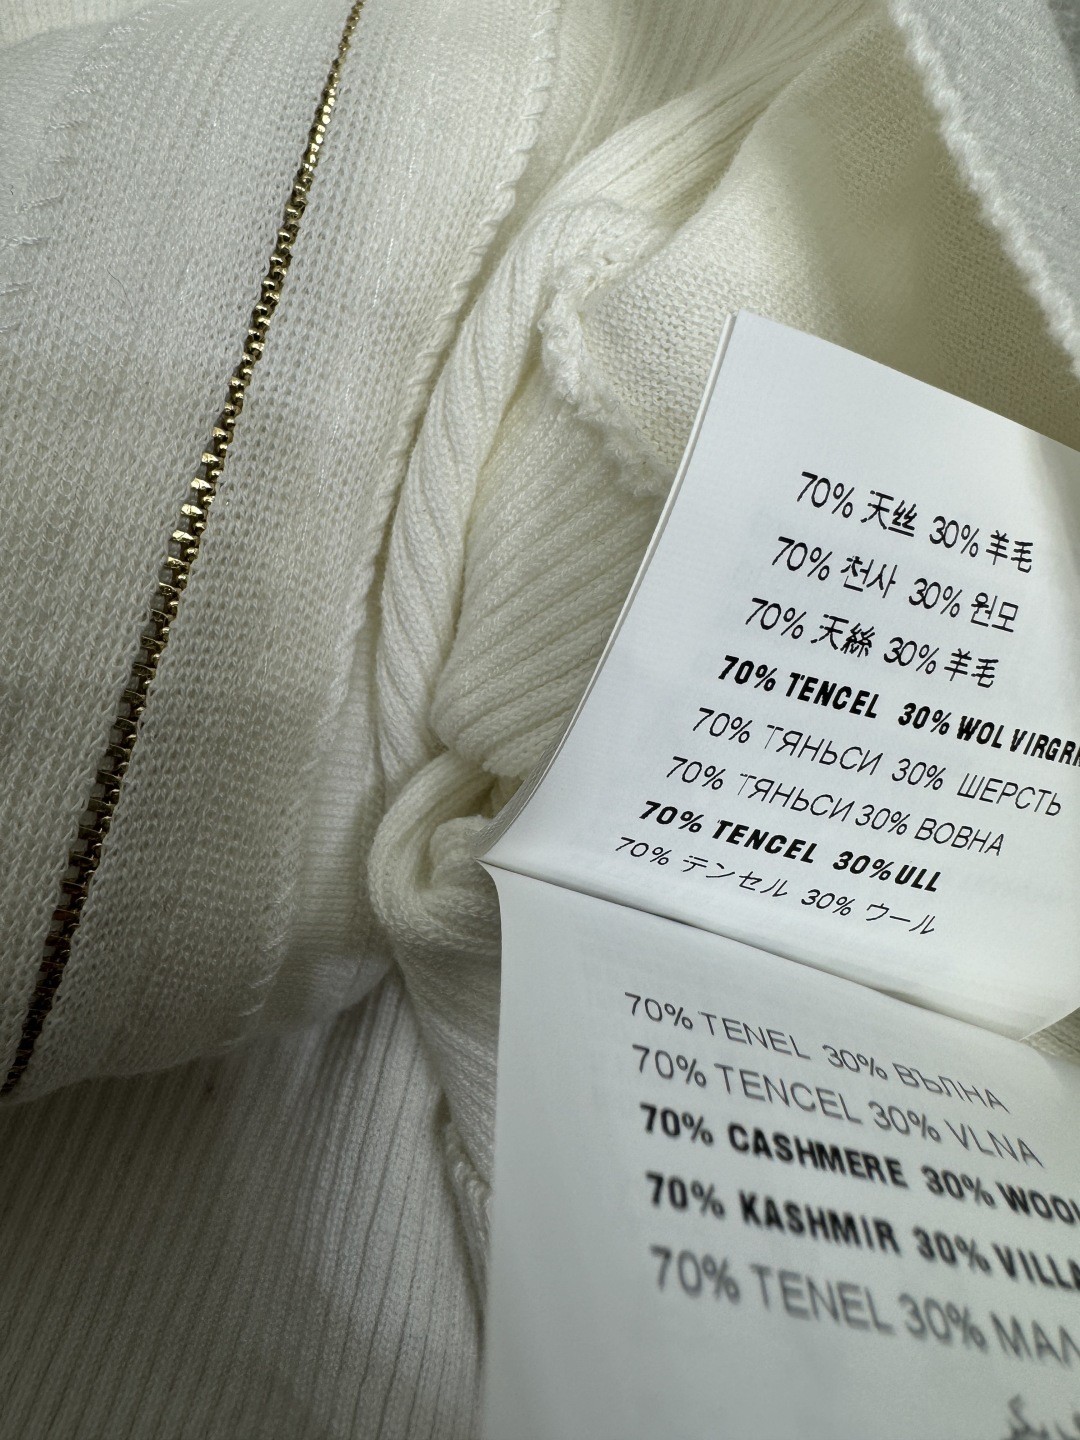 70% 天丝 30% 羊毛
70% 천사 30% 원모
70% 天絲 30% 羊毛
70% TENCEL 30% WOL VIRGRI
70% ТЯНЬСИ 30% ШЕРСТЬ
70% ТЯНЬСИ 30% ВОВНА
70% TENCEL 30% ULL
70% テンセル 30% ウール
70% TENEL 30% ВЪЛНА
70% TENCEL 30% VLNA
70% CASHMERE 30% WOOL
70% KASHMIR 30% VILLA
70% TENEL 30%